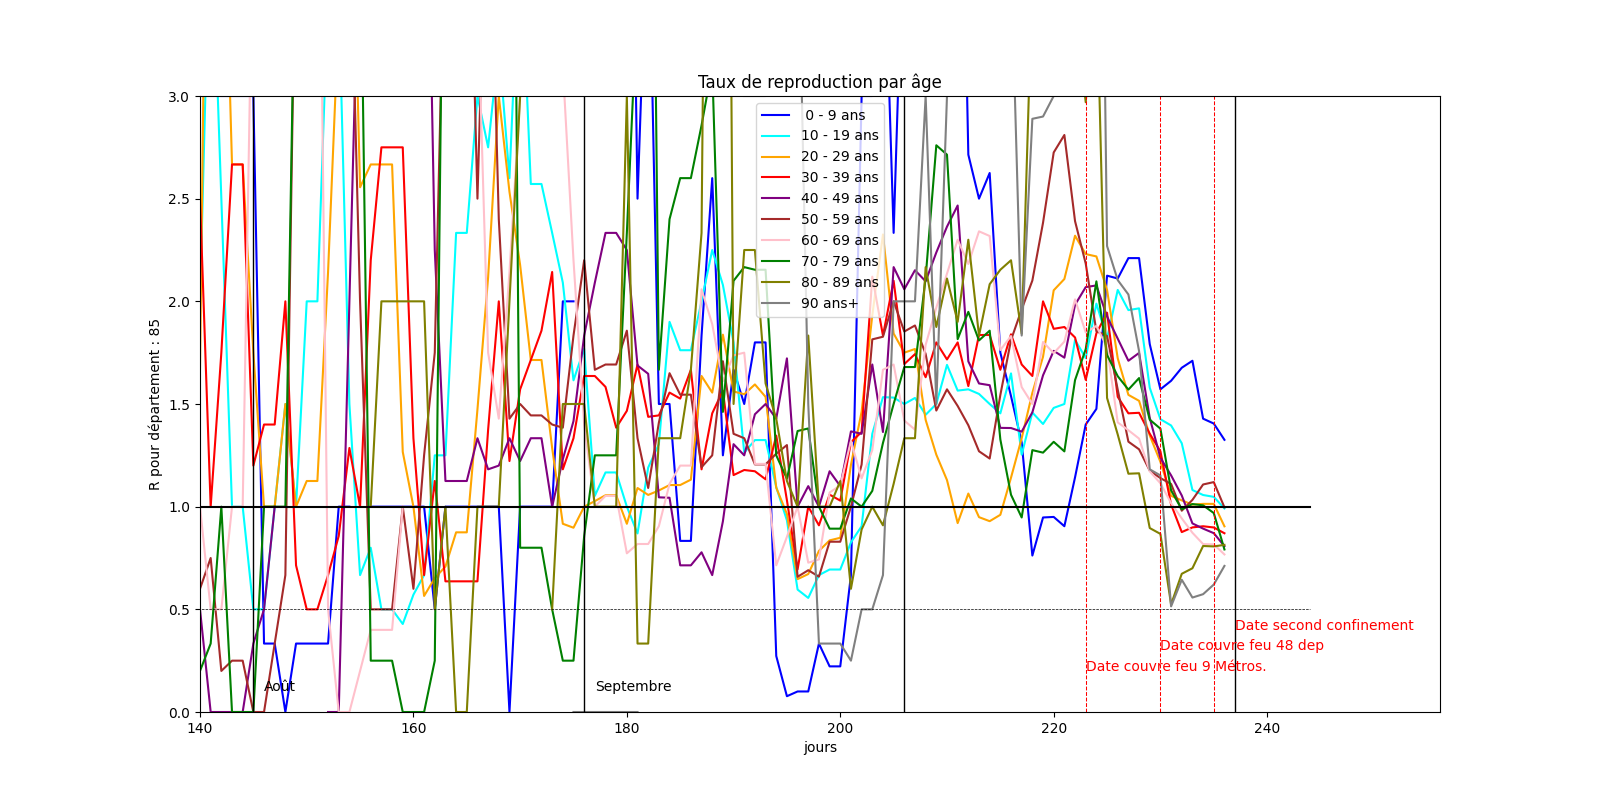 Taux de reproduction par âge
R pour département : 85
3.0
2.5
2.0
1.5
1.0
0.5
0.0
0 - 9 ans
10 - 19 ans
20 - 29 ans
30 - 39 ans
40 - 49 ans
50 - 59 ans
60 - 69 ans
70 - 79 ans
80 - 89 ans
90 ans+
Date second confinement
Date couvre feu 48 dep
Date couvre feu 9 Métros.
Août
Septembre
140
160
180
200
220
240
jours